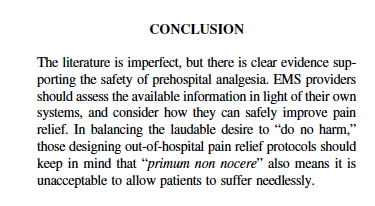 CONCLUSION
The literature is imperfect, but there is clear evidence sup-
porting the safety of prehospital analgesia. EMS providers
should assess the available information in light of their own
systems, and consider how they can safely improve pain
relief. In balancing the laudable desire to “do no harm,”
those designing out-of-hospital pain relief protocols should
keep in mind that “primum non nocere” also means it is
unacceptable to allow patients to suffer needlessly.